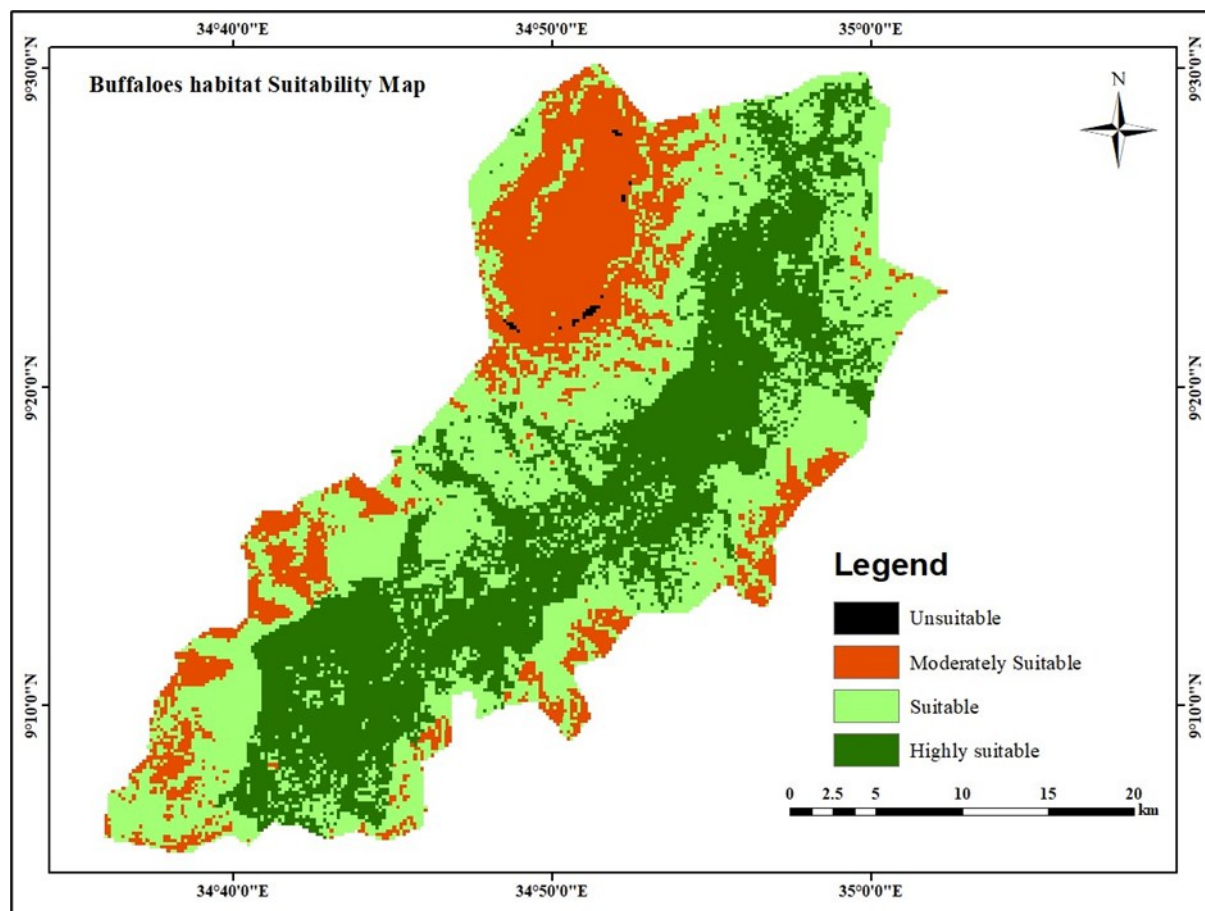 34°40'0"E 34°50'0"E 35°0'0"E
9°30'0"N 9°30'0"N
Buffaloes habitat Suitability Map
N
9°20'0"N 9°20'0"N
Legend
Unsuitable
Moderately Suitable
Suitable
Highly suitable
9°10'0"N 9°10'0"N
0 2.5 5 10 15 20
km
34°40'0"E 34°50'0"E 35°0'0"E